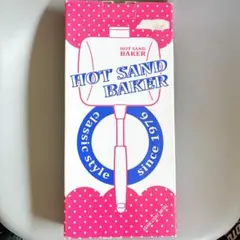 HOT SAND
BAKER
HOT SAND
BAKER
classic style
since 1976